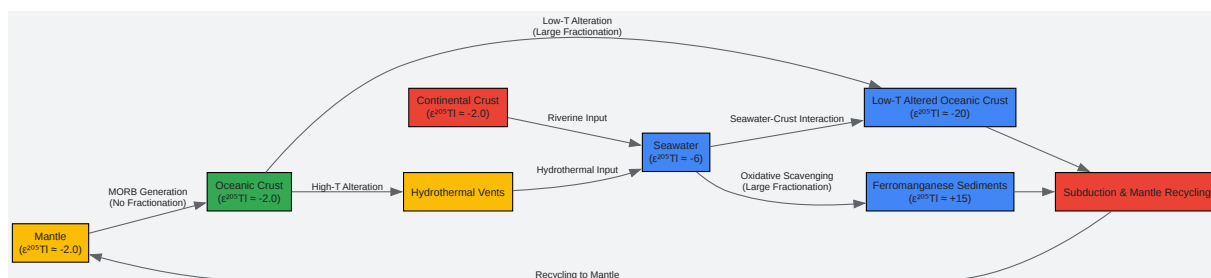 Low-T Alteration
(Large Fractionation)
Continental Crust
(ε²⁰⁵Tl ≈ -2.0)
Riverine Input
Low-T Altered Oceanic Crust
(ε²⁰⁵Tl ≈ -20)
Seawater-Crust Interaction
Seawater
(ε²⁰⁵Tl ≈ -6)
MORB Generation
(No Fractionation)
Oceanic Crust
(ε²⁰⁵Tl ≈ -2.0)
High-T Alteration
Hydrothermal Vents
Hydrothermal Input
Oxidative Scavenging
(Large Fractionation)
Ferromanganese Sediments
(ε²⁰⁵Tl ≈ +15)
Subduction & Mantle Recycling
Mantle
(ε²⁰⁵Tl ≈ -2.0)
Recycling to Mantle